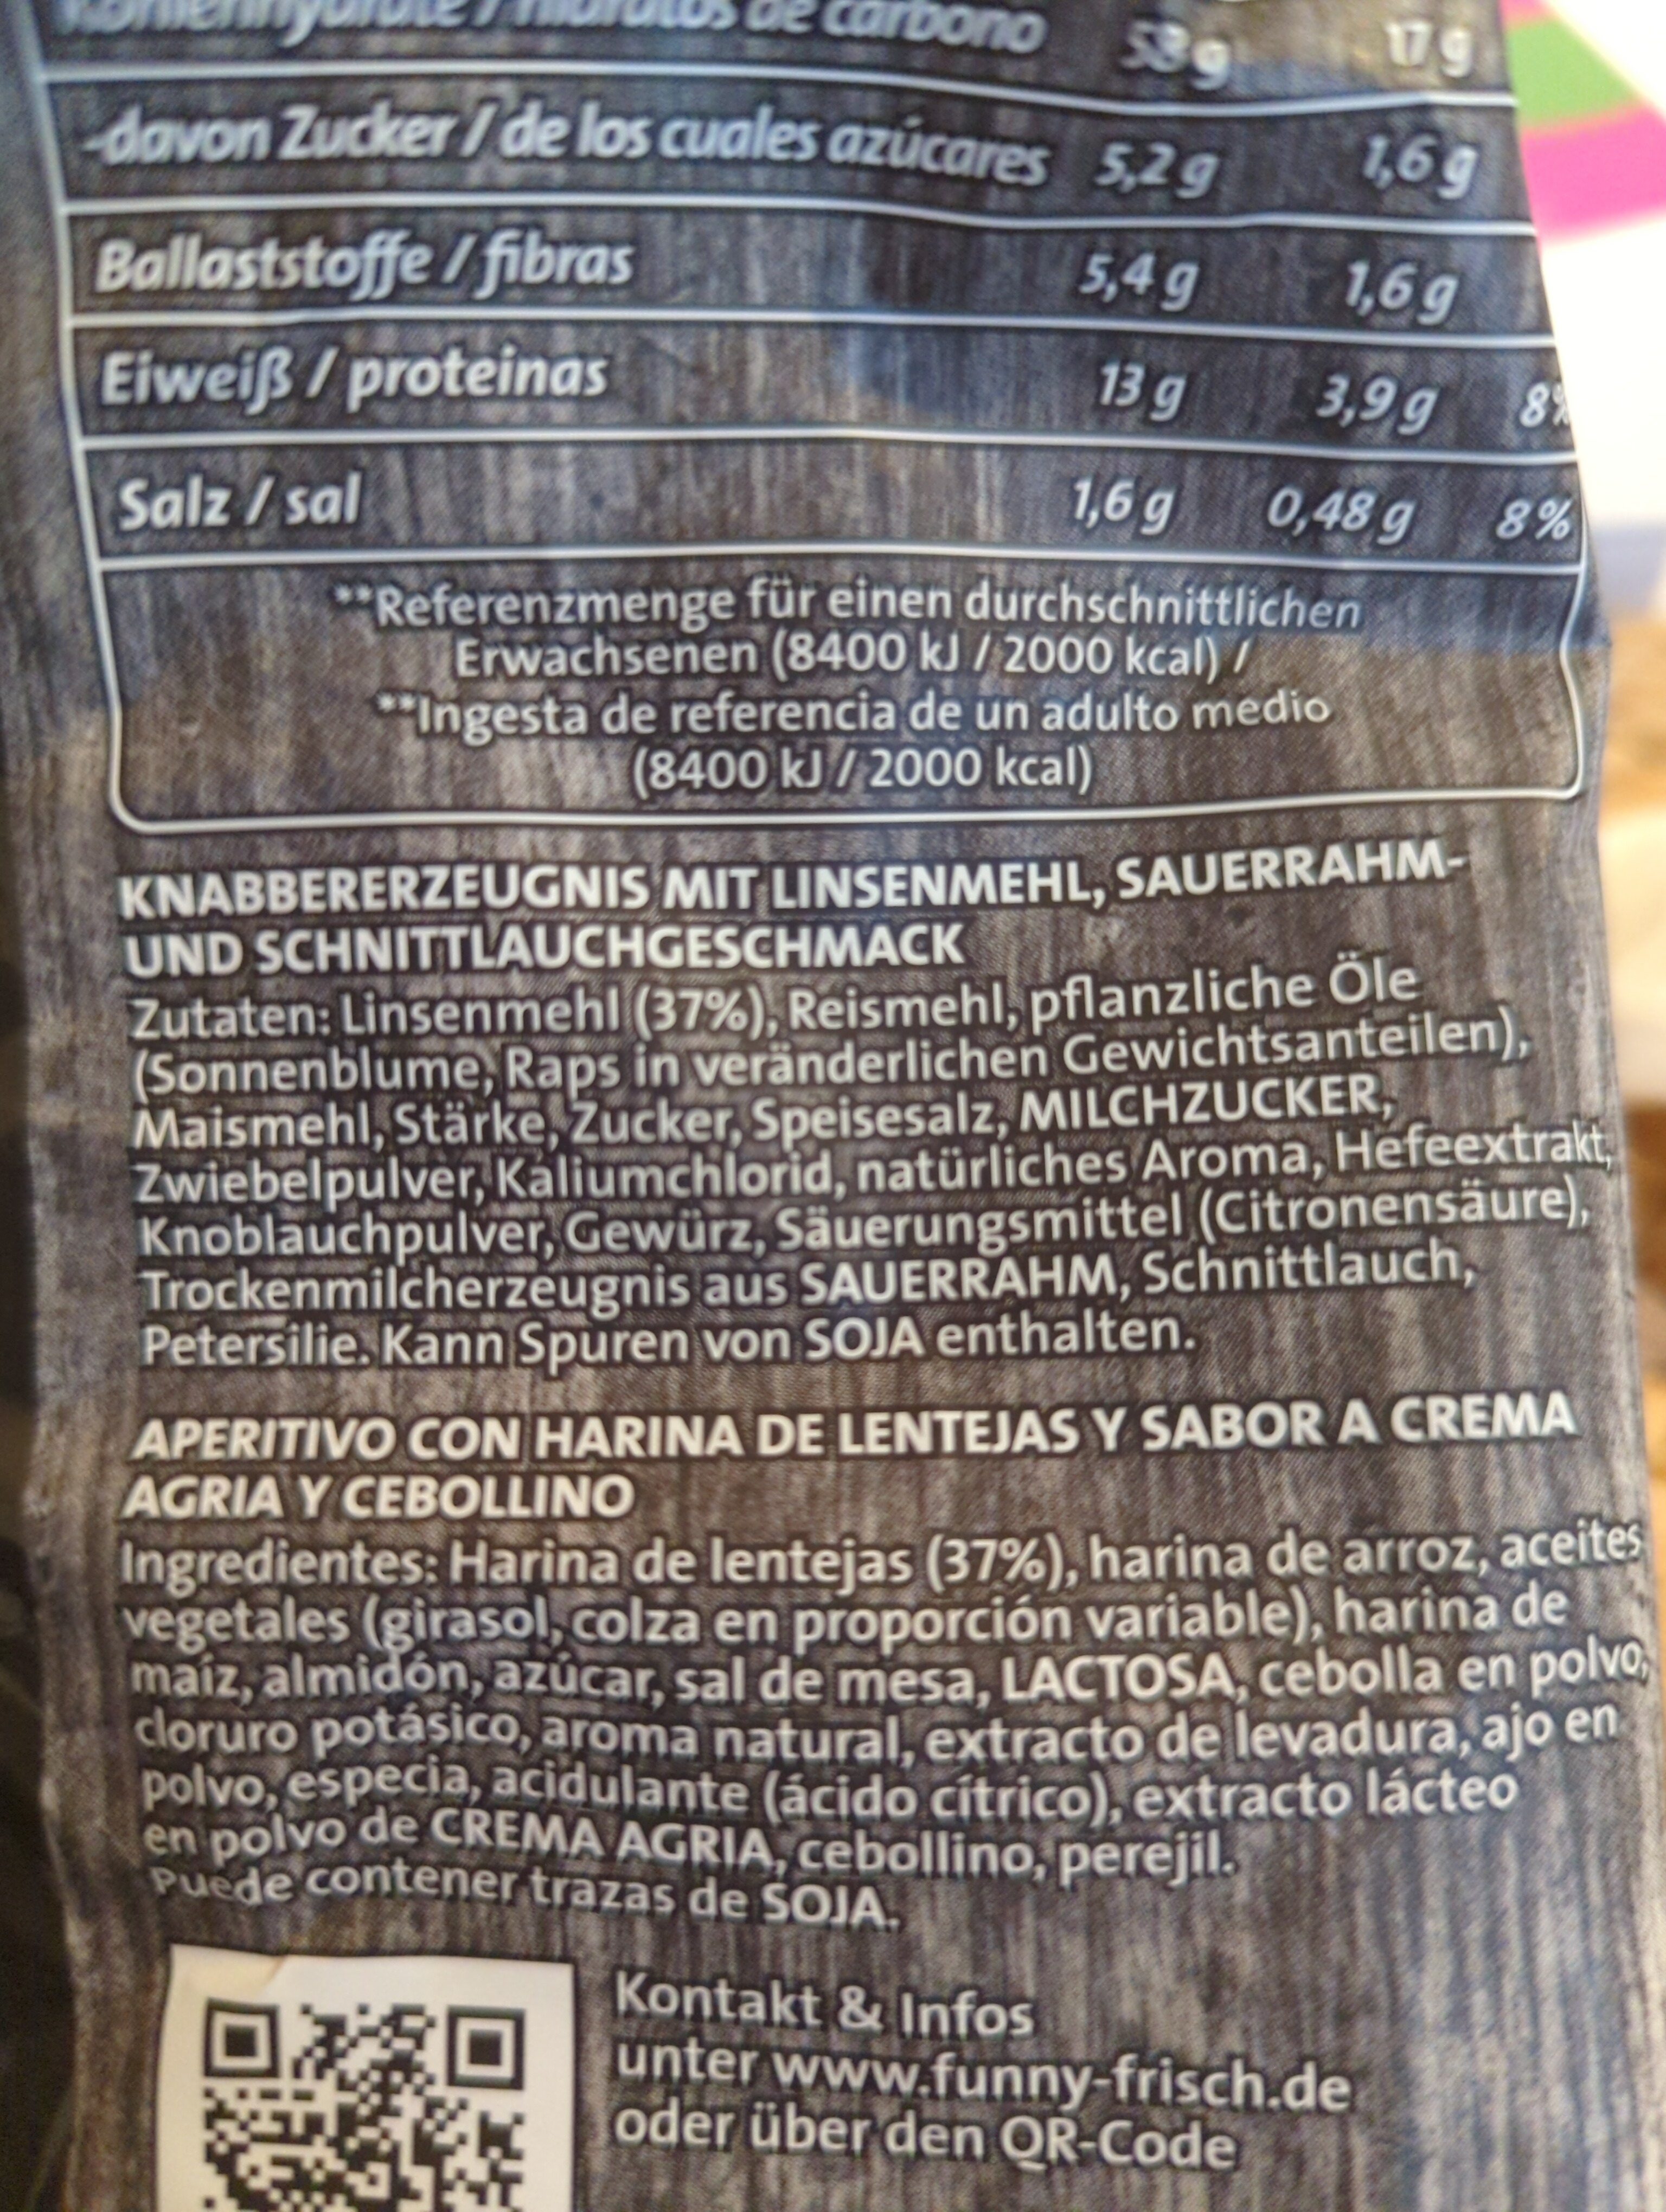 Kohlenhydrate / hidratos de carbono 58 g 17 g
-davon Zucker / de los cuales azúcares 5,2 g 1,6 g
Ballaststoffe / fibras 5,4 g 1,6 g
Eiweiß / proteinas 13 g 3,9 g 8%
Salz / sal 1,6 g 0,48 g 8%
**Referenzmenge für einen durchschnittlichen
Erwachsenen (8400 kJ / 2000 kcal) /
**Ingesta de referencia de un adulto medio
(8400 kJ / 2000 kcal)
KNABBERERZEUGNIS MIT LINSENMEHL, SAUERRAHM-
UND SCHNITTLAUCHGESCHMACK
Zutaten: Linsenmehl (37%), Reismehl, pflanzliche Öle
(Sonnenblume, Raps in veränderlichen Gewichtsanteilen),
Maismehl, Stärke, Zucker, Speisesalz, MILCHZUCKER,
Zwiebelpulver, Kaliumchlorid, natürliches Aroma, Hefeextrakt,
Knoblauchpulver, Gewürz, Säuerungsmittel (Citronensäure),
Trockenmilcherzeugnis aus SAUERRAHM, Schnittlauch,
Petersilie. Kann Spuren von SOJA enthalten.
APERITIVO CON HARINA DE LENTEJAS Y SABOR A CREMA
AGRIA Y CEBOLLINO
Ingredientes: Harina de lentejas (37%), harina de arroz, aceites
vegetales (girasol, colza en proporción variable), harina de
maíz, almidón, azúcar, sal de mesa, LACTOSA, cebolla en polvo,
cloruro potásico, aroma natural, extracto de levadura, ajo en
polvo, especia, acidulante (ácido cítrico), extracto lácteo
en polvo de CREMA AGRIA, cebollino, perejil.
Puede contener trazas de SOJA.
Kontakt & Infos
unter www.funny-frisch.de
oder über den QR-Code